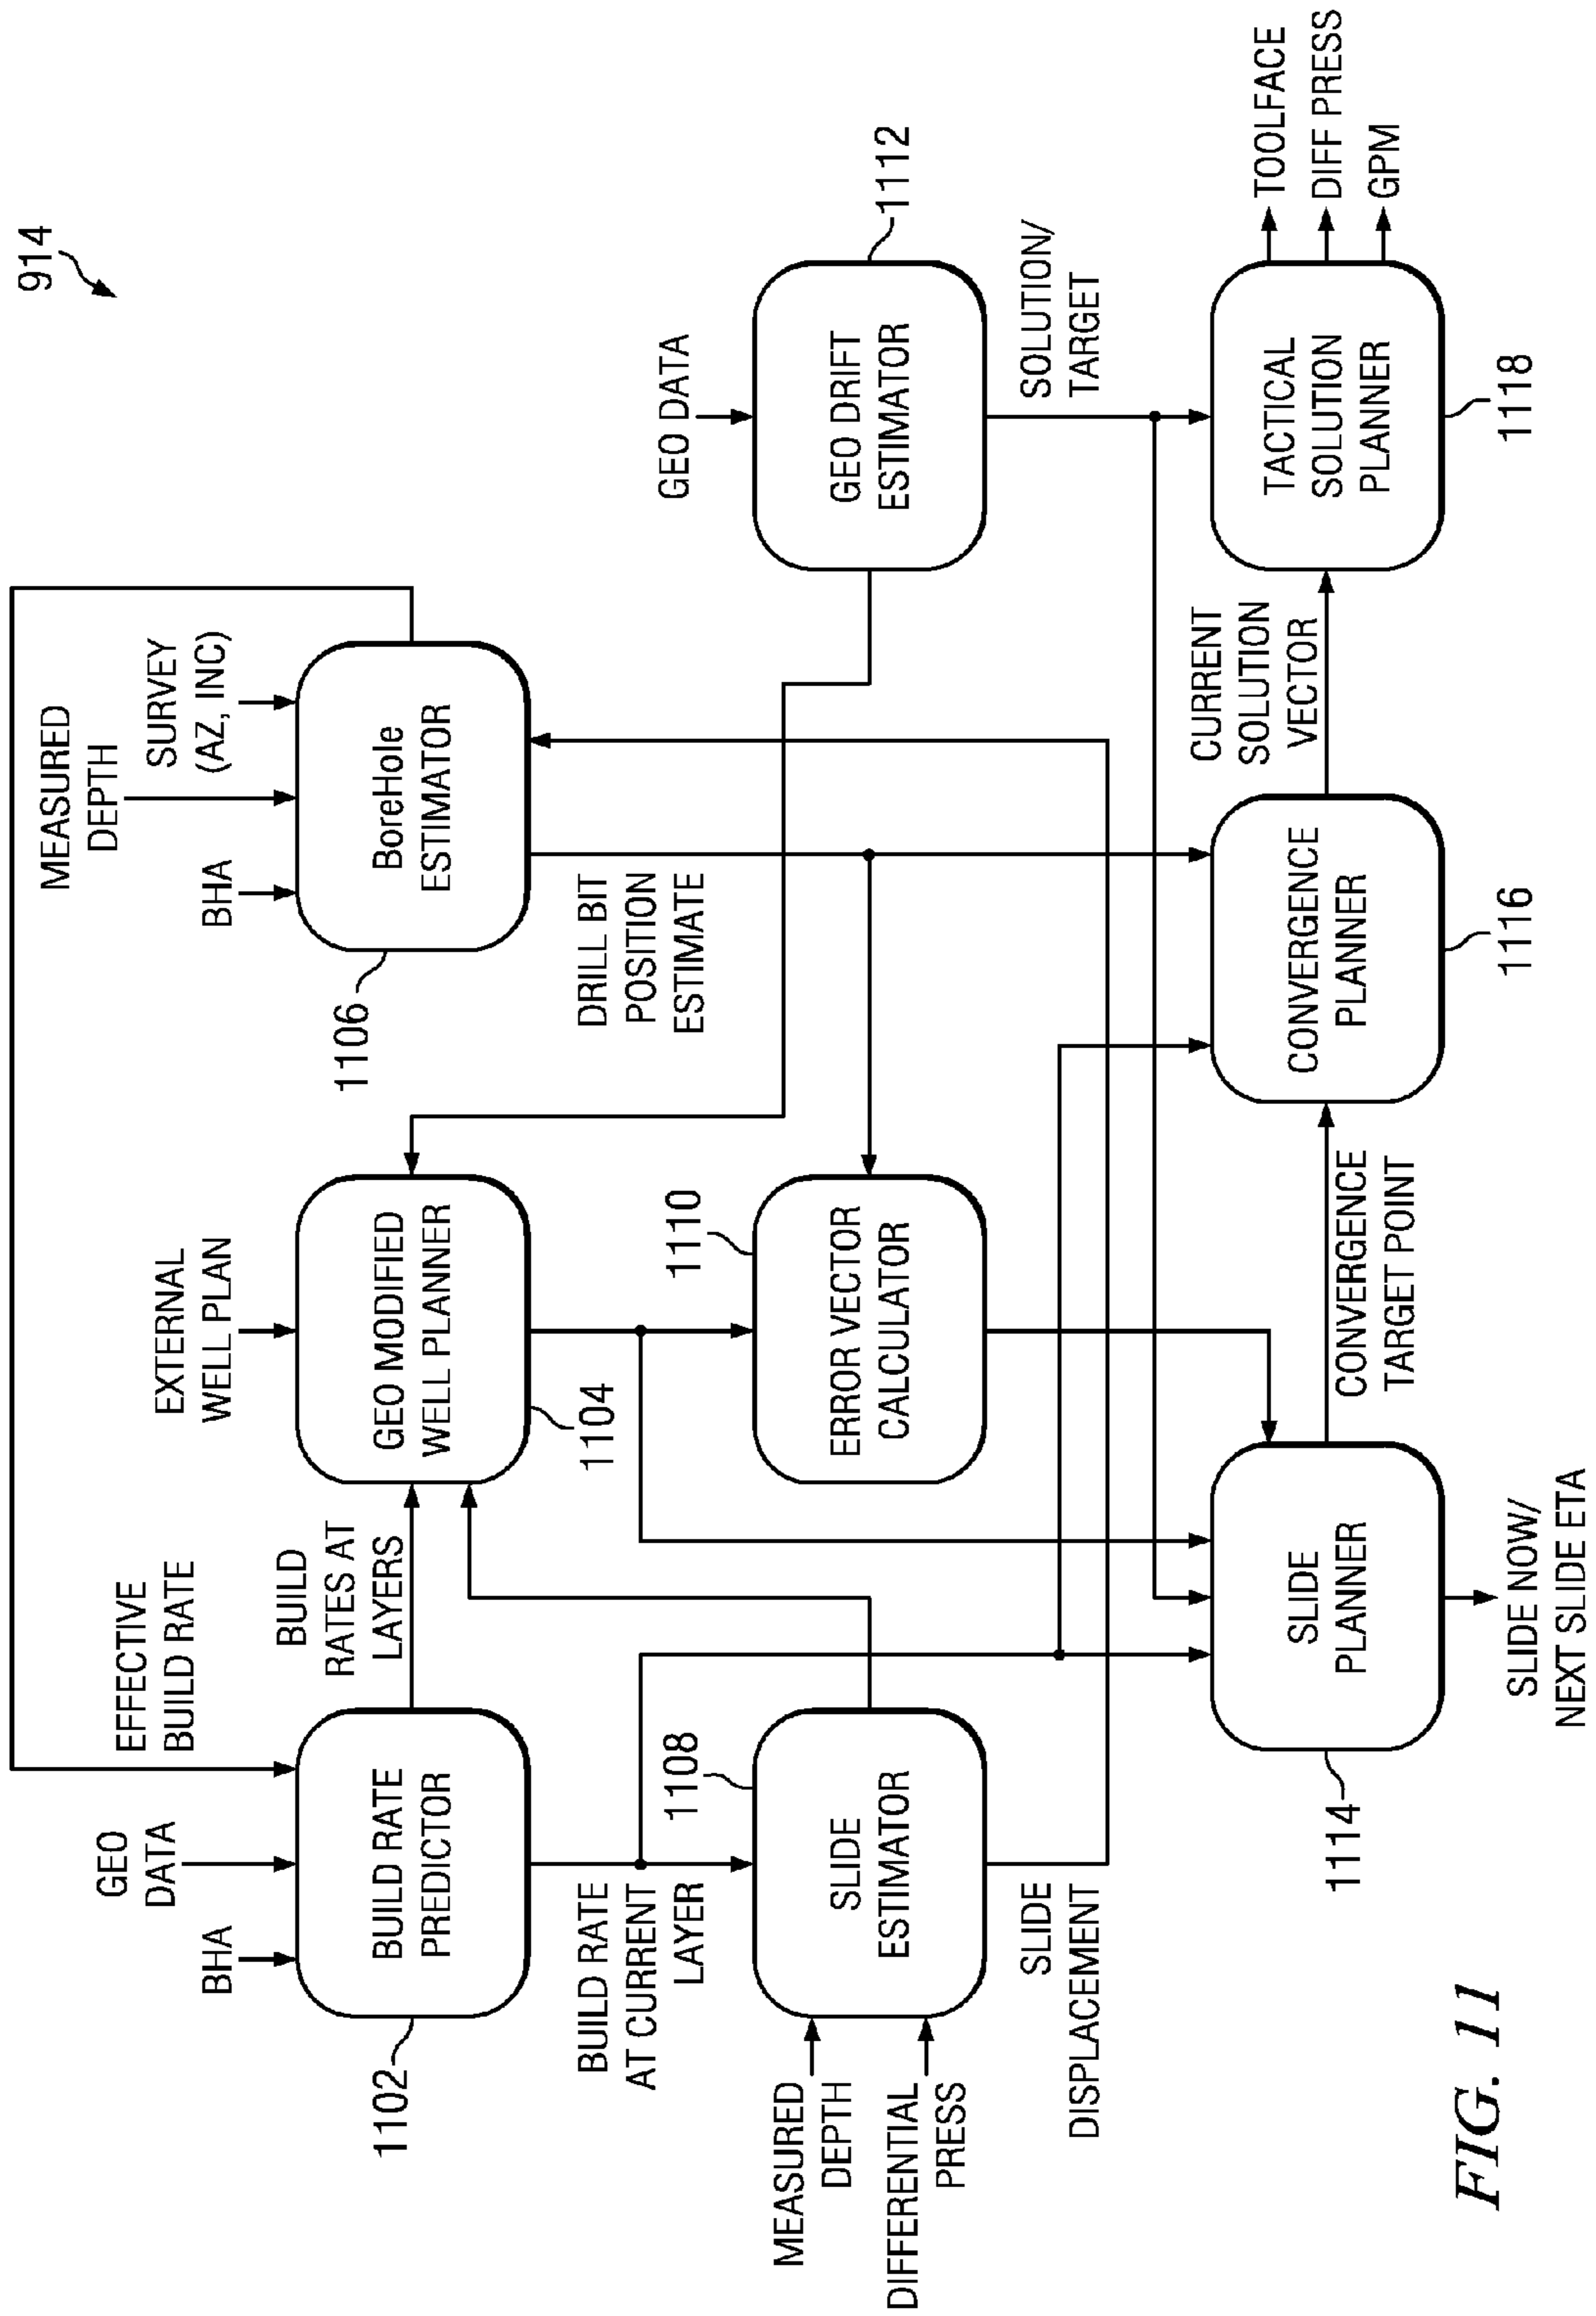 914
EFFECTIVE
BUILD RATE
GEO
DATA
BHA
BUILD RATE
PREDICTOR
1102
BUILD
RATES AT
LAYERS
EXTERNAL
WELL PLAN
GEO MODIFIED
WELL PLANNER
1104
MEASURED
DEPTH
SURVEY
(AZ, INC)
BHA
BoreHole
ESTIMATOR
1106
BUILD RATE
AT CURRENT
LAYER
1108
MEASURED
DEPTH
DIFFERENTIAL
PRESS
SLIDE
ESTIMATOR
1110
ERROR VECTOR
CALCULATOR
DRILL BIT
POSITION
ESTIMATE
GEO DATA
GEO DRIFT
ESTIMATOR
1112
SLIDE
DISPLACEMENT
SOLUTION/
TARGET
SLIDE
PLANNER
1114
SLIDE NOW/
NEXT SLIDE ETA
CONVERGENCE
TARGET POINT
CONVERGENCE
PLANNER
1116
CURRENT
SOLUTION
VECTOR
TACTICAL
SOLUTION
PLANNER
1118
TOOLFACE
DIFF PRESS
GPM
FIG. 11